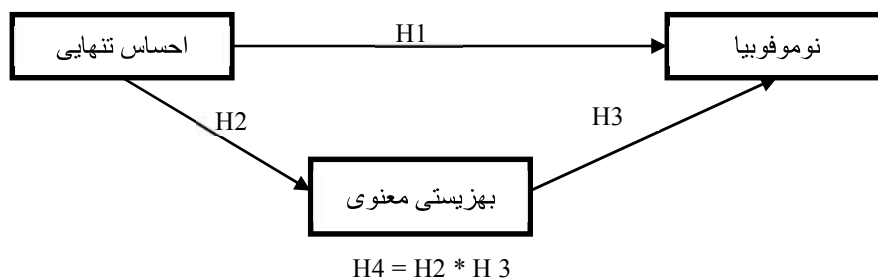 H1
احساس تنهایی
نوموفوبیا
H2
H3
بهزیستی معنوی
H4 = H2 * H 3